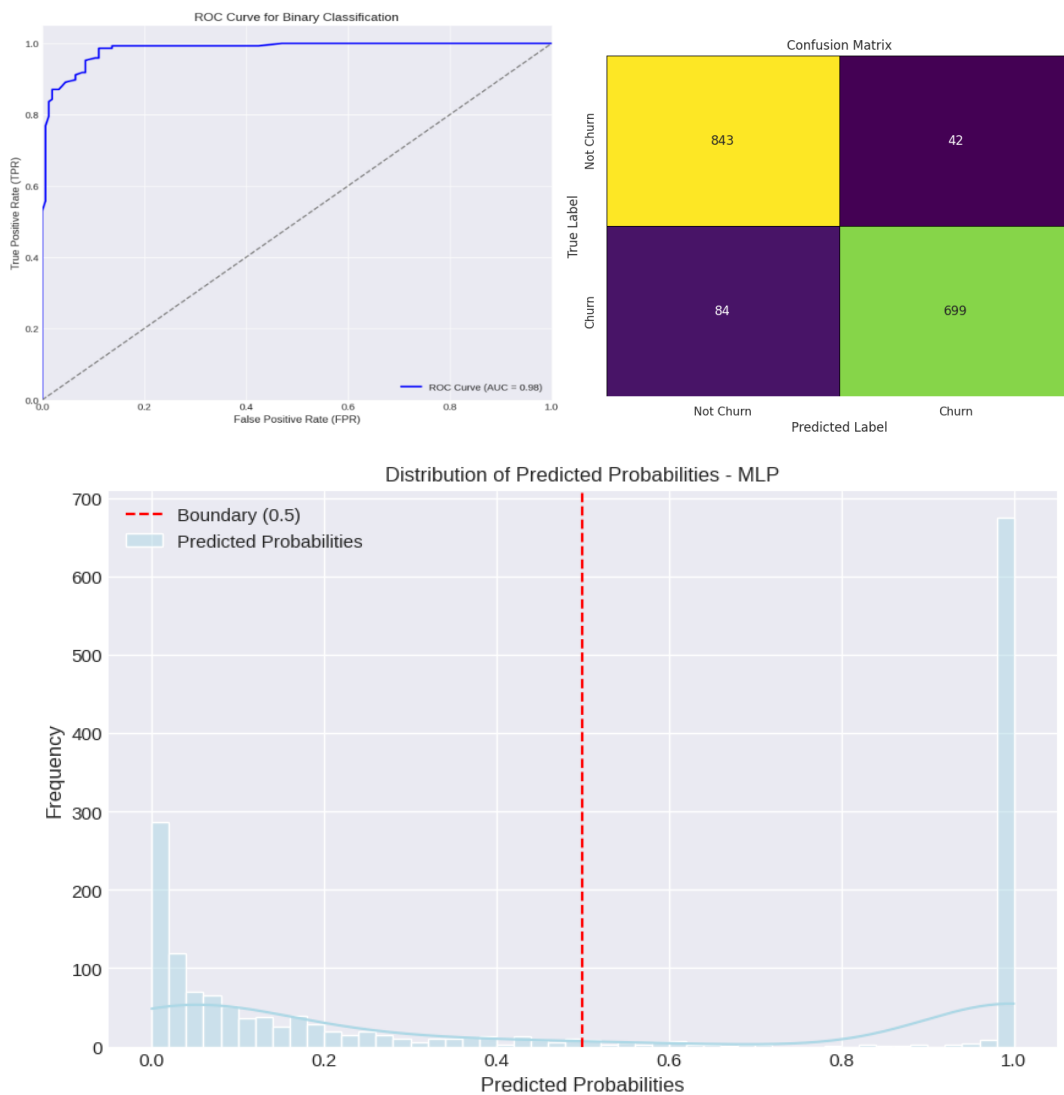 ROC Curve for Binary Classification
True Positive Rate (TPR)
1.0
0.8
0.6
0.4
0.2
0.0
0.0 0.2 0.4 0.6 0.8 1.0
False Positive Rate (FPR)
ROC Curve (AUC = 0.98)
Confusion Matrix
True Label
Not Churn
843 42
Churn
84 699
Not Churn Churn
Predicted Label
Distribution of Predicted Probabilities - MLP
Boundary (0.5)
Predicted Probabilities
Frequency
700
600
500
400
300
200
100
0
0.0 0.2 0.4 0.6 0.8 1.0
Predicted Probabilities